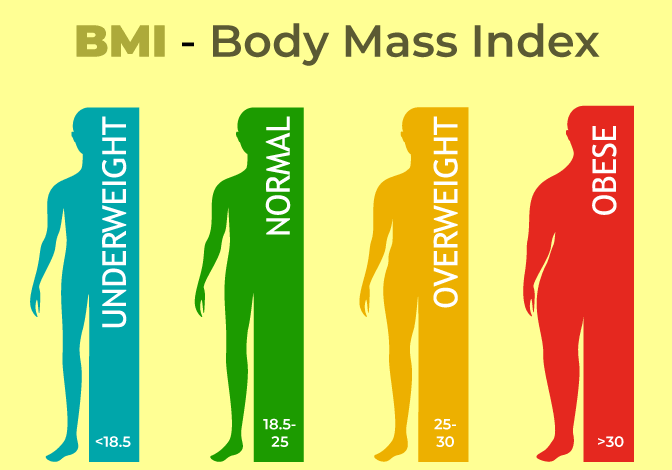 BMI - Body Mass Index
UNDERWEIGHT
<18.5
NORMAL
18.5-
25
OVERWEIGHT
25-
30
OBESE
>30